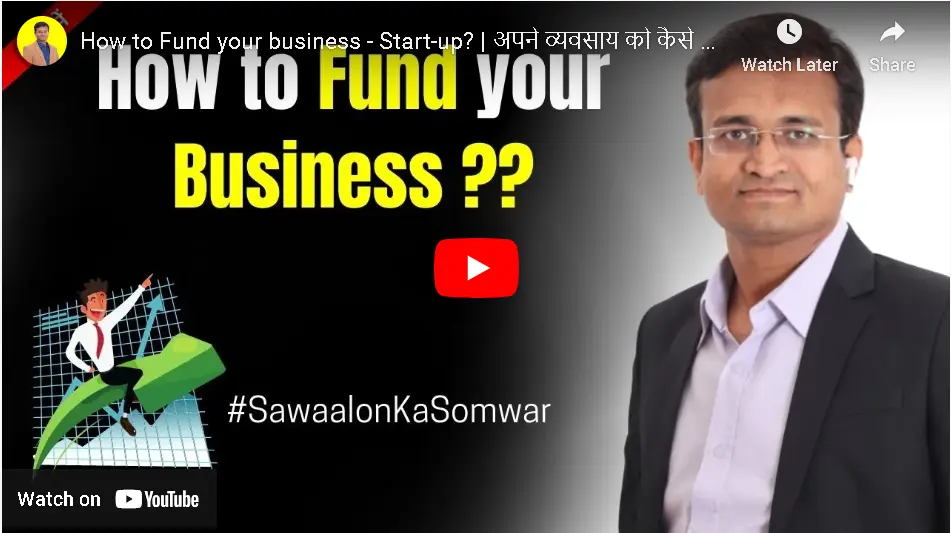 How to Fund your business - Start-up? | अपने व्यवसाय को कैसे ...
Watch Later
Share
How to Fund your
Business ??
#SawaalonKaSomwar
Watch on YouTube